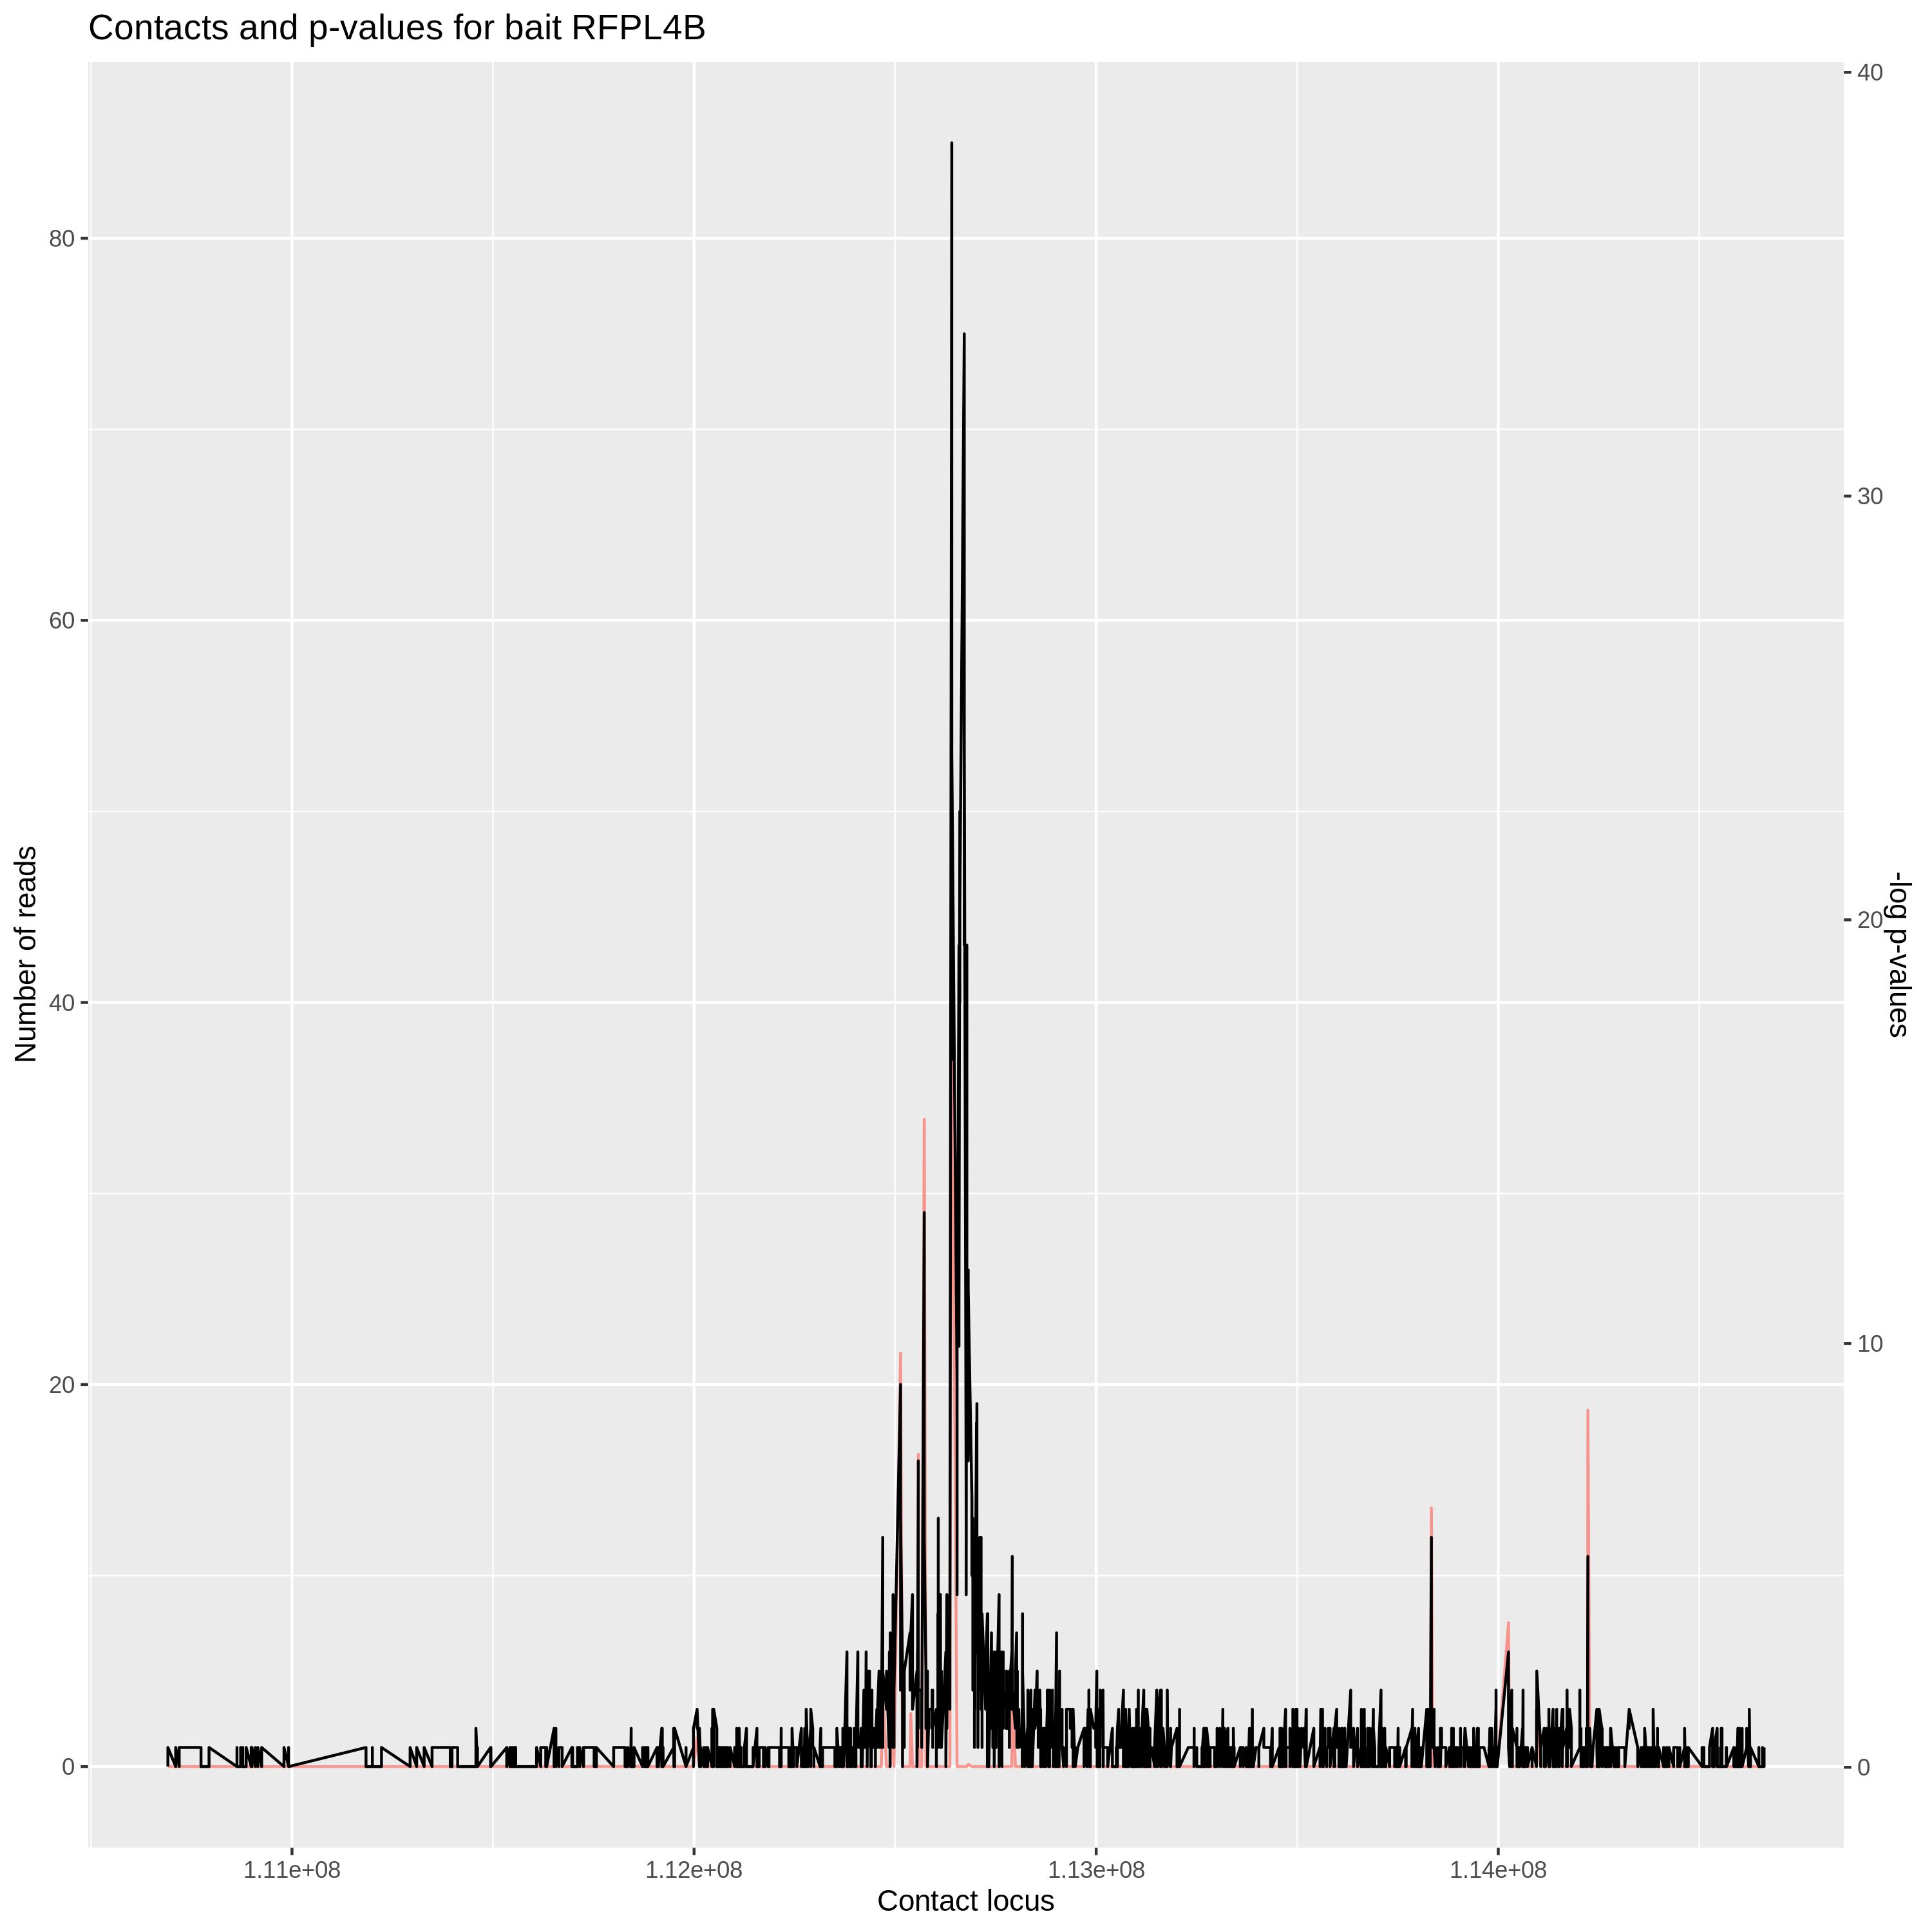 Contacts and p-values for bait RFPL4B
80
60
40
20
0
Number of reads
40
30
20
10
0
-log p-values
1.11e+08
1.12e+08
1.13e+08
1.14e+08
Contact locus